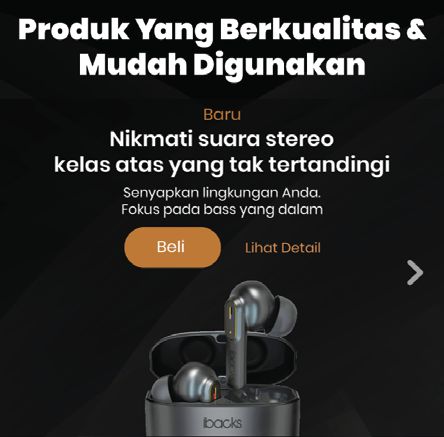 Produk Yang Berkualitas &
Mudah Digunakan
Baru
Nikmati suara stereo
kelas atas yang tak tertandingi
Senyapkan lingkungan Anda.
Fokus pada bass yang dalam
Beli
Lihat Detail
ibacks